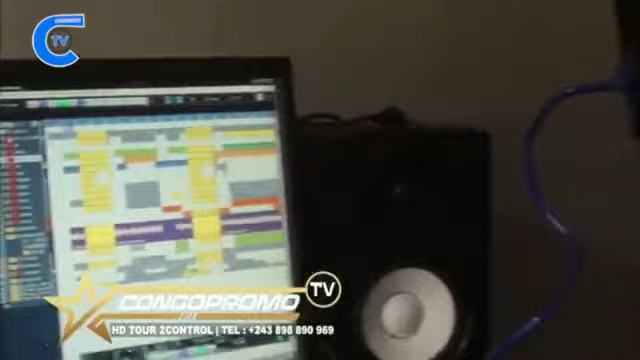 C TV
CONGOPROMO TV
HD TOUR 2CONTROL | TEL : +243 898 890 969